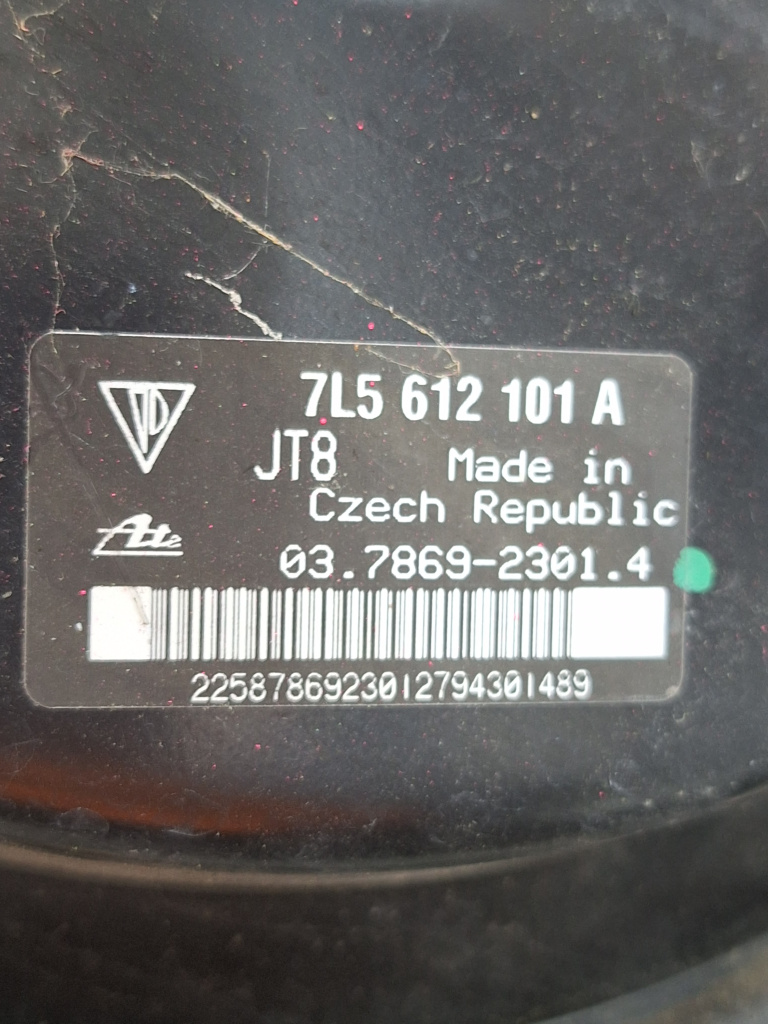 7L5 612 101 A
JT8
Made in
Czech Republic
Ate
03.7869-2301.4
2258786923012794301489